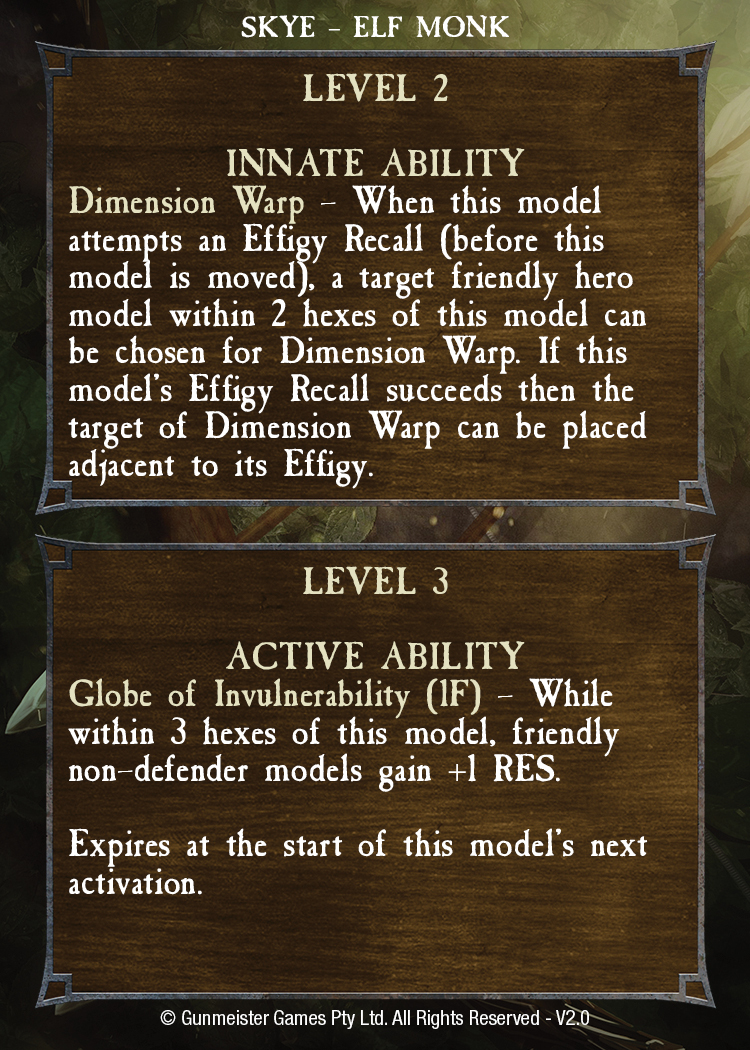 SKYE – ELF MONK
LEVEL 2
INNATE ABILITY
Dimension Warp – When this model
attempts an Effigy Recall (before this
model is moved), a target friendly hero
model within 2 hexes of this model can
be chosen for Dimension Warp. If this
model's Effigy Recall succeeds then the
target of Dimension Warp can be placed
adjacent to its Effigy.
LEVEL 3
ACTIVE ABILITY
Globe of Invulnerability (1F) – While
within 3 hexes of this model, friendly
non-defender models gain +1 RES.
Expires at the start of this model's next
activation.
© Gunmeister Games Pty Ltd. All Rights Reserved - V2.0